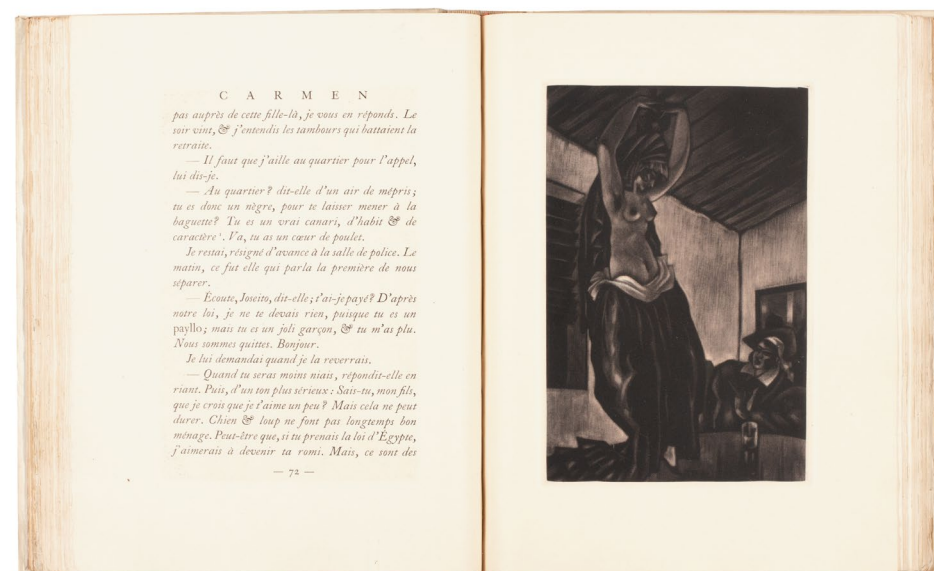 CARMEN
pas auprès de cette fille-là, je vous en réponds. Le
soir vint, & j'entendis les tambours qui battaient la
retraite.
— Il faut que j'aille au quartier pour l'appel,
lui dis-je.
— Au quartier? dit-elle d'un air de mépris;
tu es donc un nègre, pour te laisser mener à la
baguette? Tu es un vrai canari, d'habit & de
caractère¹. Va, tu as un cœur de poulet.
Je restai, résigné d'avance à la salle de police. Le
matin, ce fut elle qui parla la première de nous
séparer.
— Écoute, Joseito, dit-elle; t'ai-je payé? D'après
notre loi, je ne te devais rien, puisque tu es un
payllo; mais tu es un joli garçon, & tu m'as plu.
Nous sommes quittes. Bonjour.
Je lui demandai quand je la reverrais.
— Quand tu seras moins niais, répondit-elle en
riant. Puis, d'un ton plus sérieux : Sais-tu, mon fils,
que je crois que je t'aime un peu? Mais cela ne peut
durer. Chien & loup ne font pas longtemps bon
ménage. Peut-être que, si tu prenais la loi d'Égypte,
j'aimerais à devenir ta romi. Mais, ce sont des
— 72 —